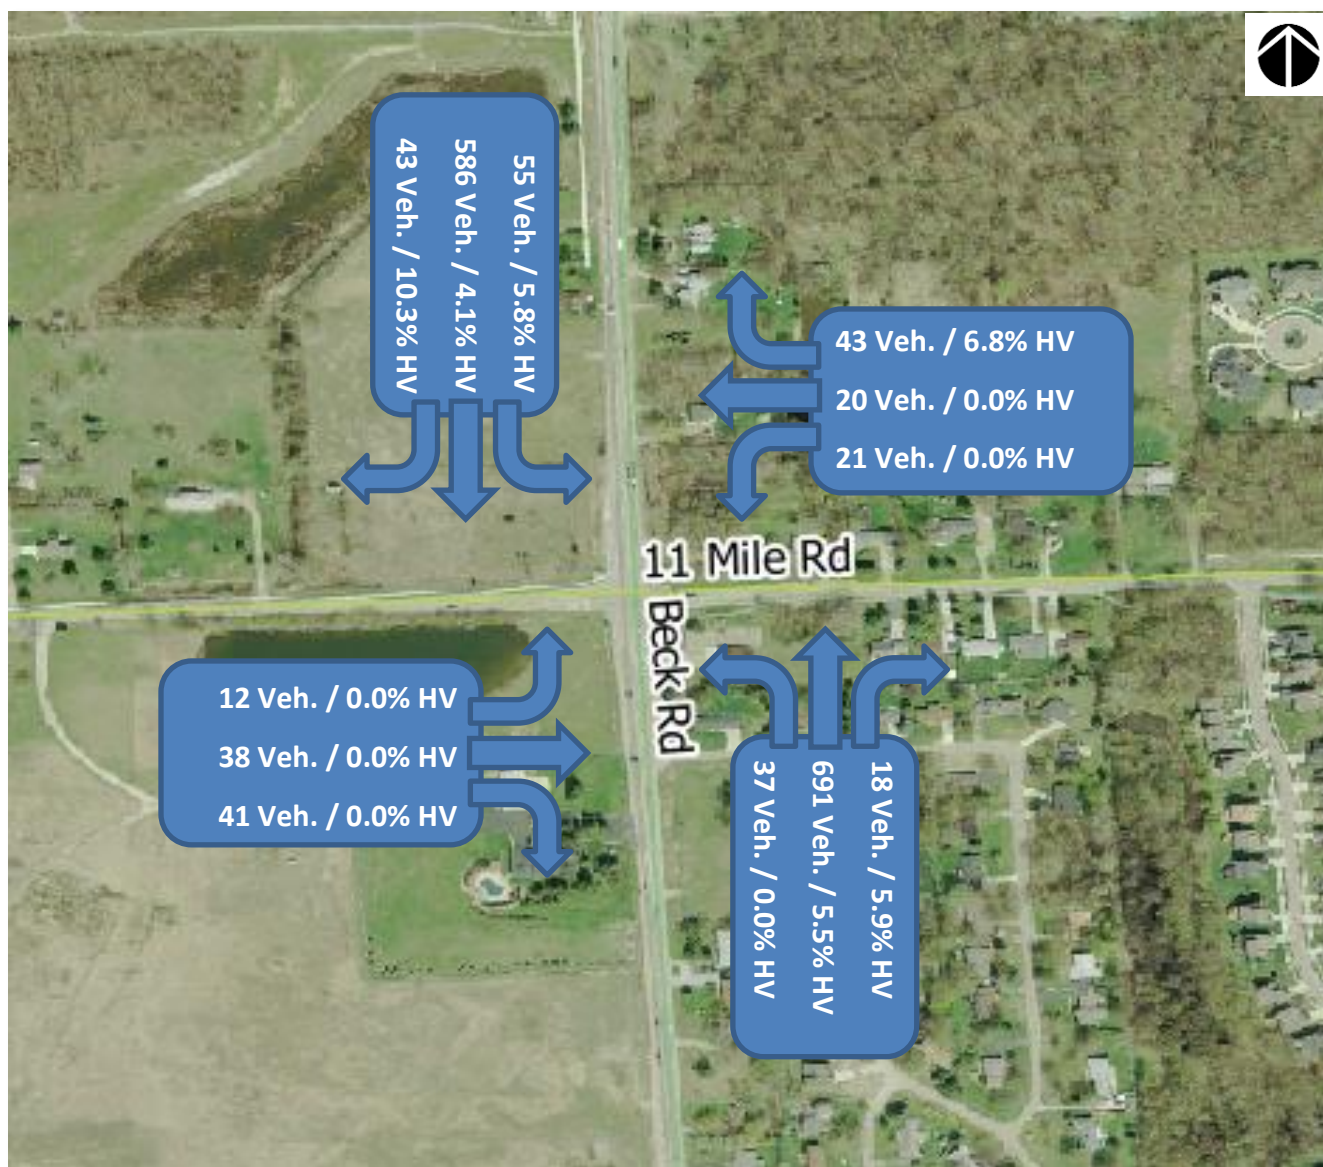 43 Veh. / 10.3% HV
586 Veh. / 4.1% HV
55 Veh. / 5.8% HV
43 Veh. / 6.8% HV
20 Veh. / 0.0% HV
21 Veh. / 0.0% HV
11 Mile Rd
Beck Rd
12 Veh. / 0.0% HV
38 Veh. / 0.0% HV
41 Veh. / 0.0% HV
37 Veh. / 0.0% HV
691 Veh. / 5.5% HV
18 Veh. / 5.9% HV